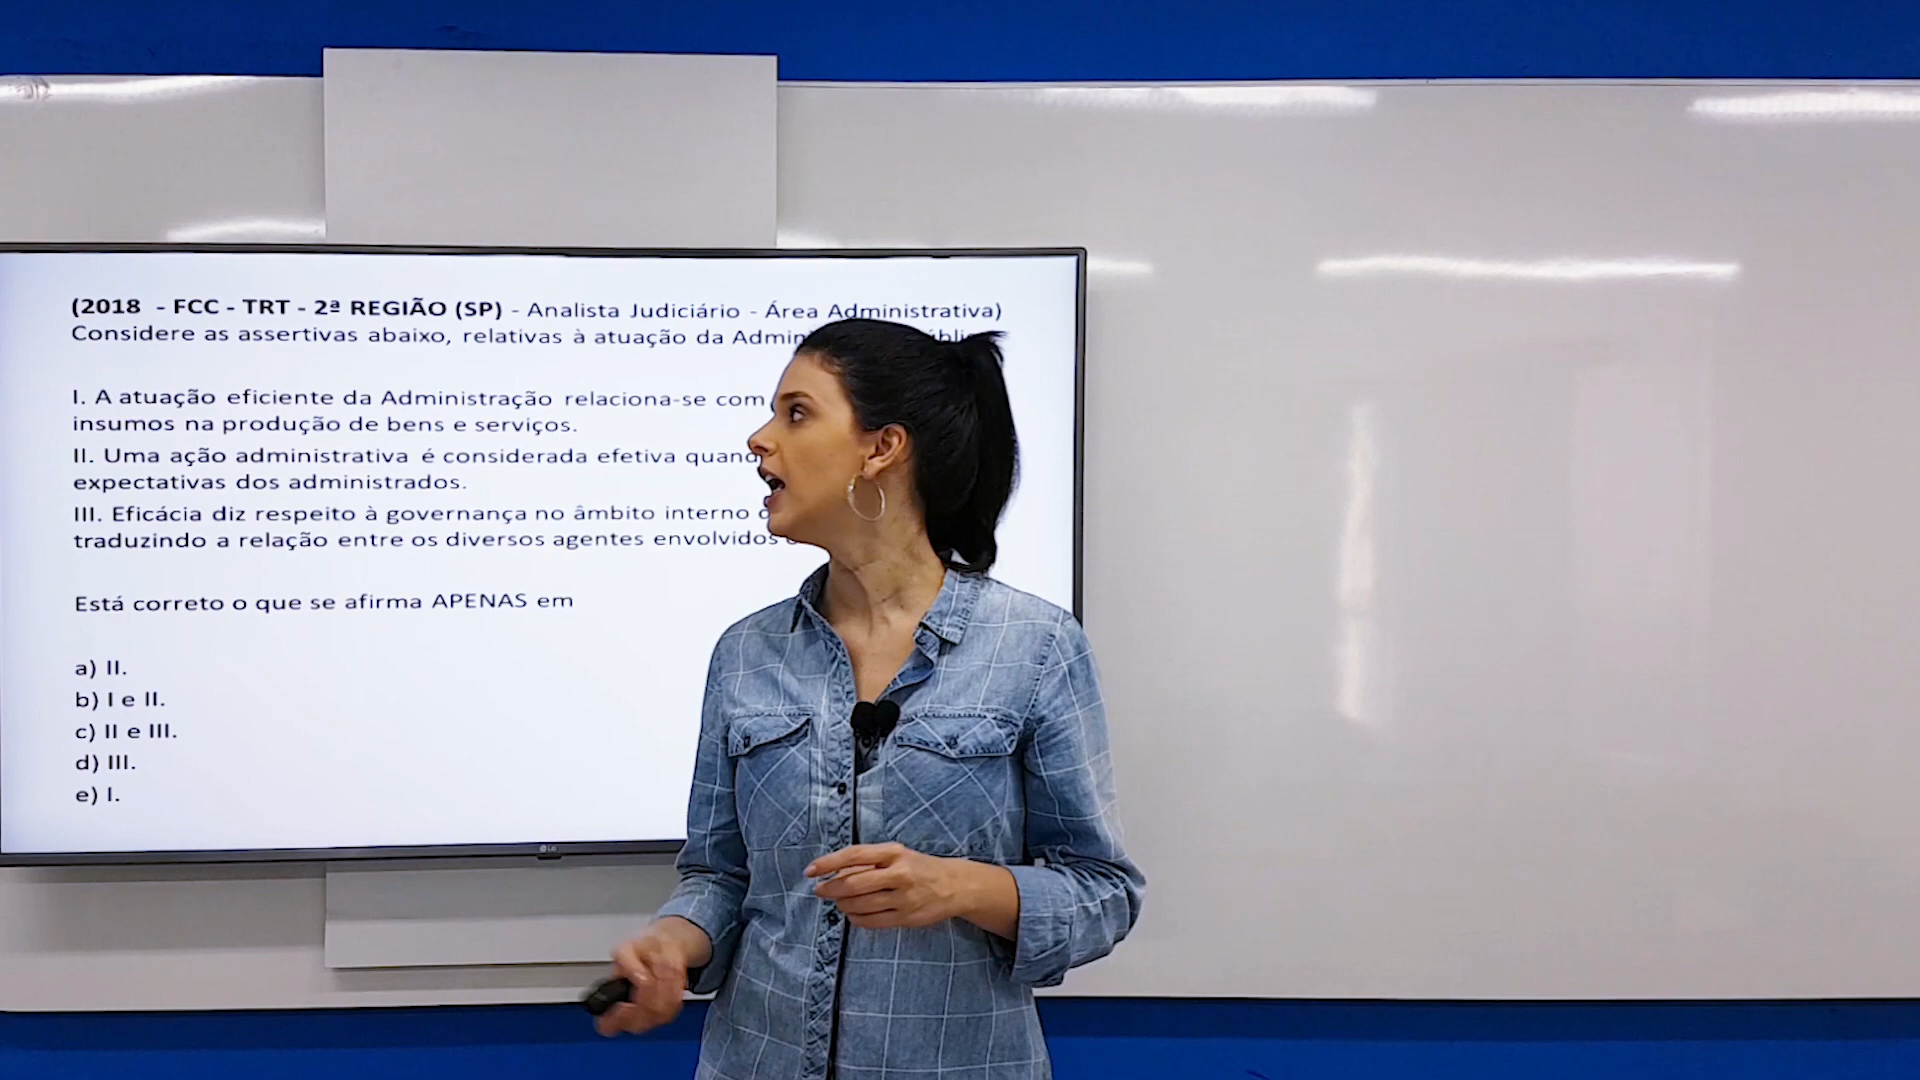 (2018 - FCC - TRT - 2ª REGIÃO (SP) - Analista Judiciário - Área Administrativa)
Considere as assertivas abaixo, relativas à atuação da
I. A atuação eficiente da Administração relaciona-se com
insumos na produção de bens e serviços.
II. Uma ação administrativa é considerada efetiva
expectativas dos administrados.
III. Eficácia diz respeito à governança no âmbito interno
traduzindo a relação entre os diversos agentes envolvidos
Está correto o que se afirma APENAS em
a) II.
b) I e II.
c) II e III.
d) III.
e) I.
LG